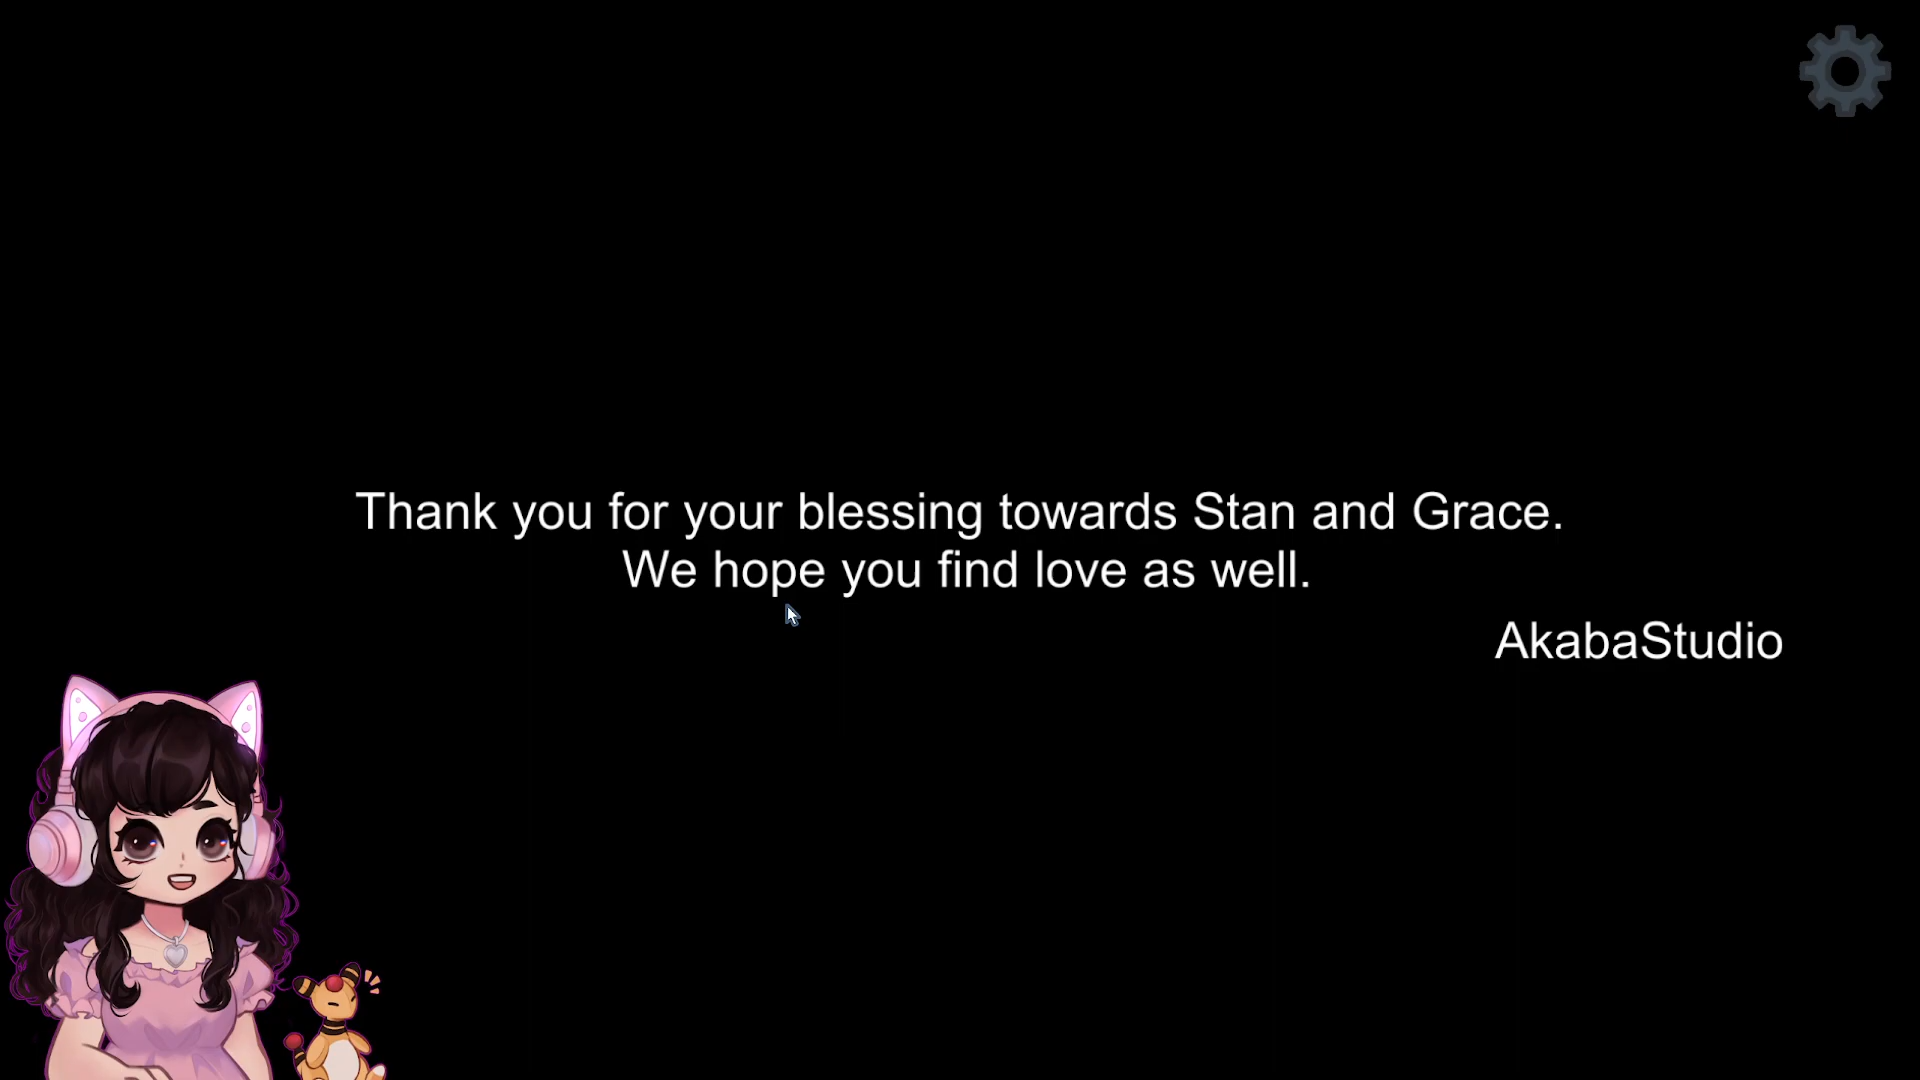 Thank you for your blessing towards Stan and Grace.
We hope you find love as well.
AkabaStudio